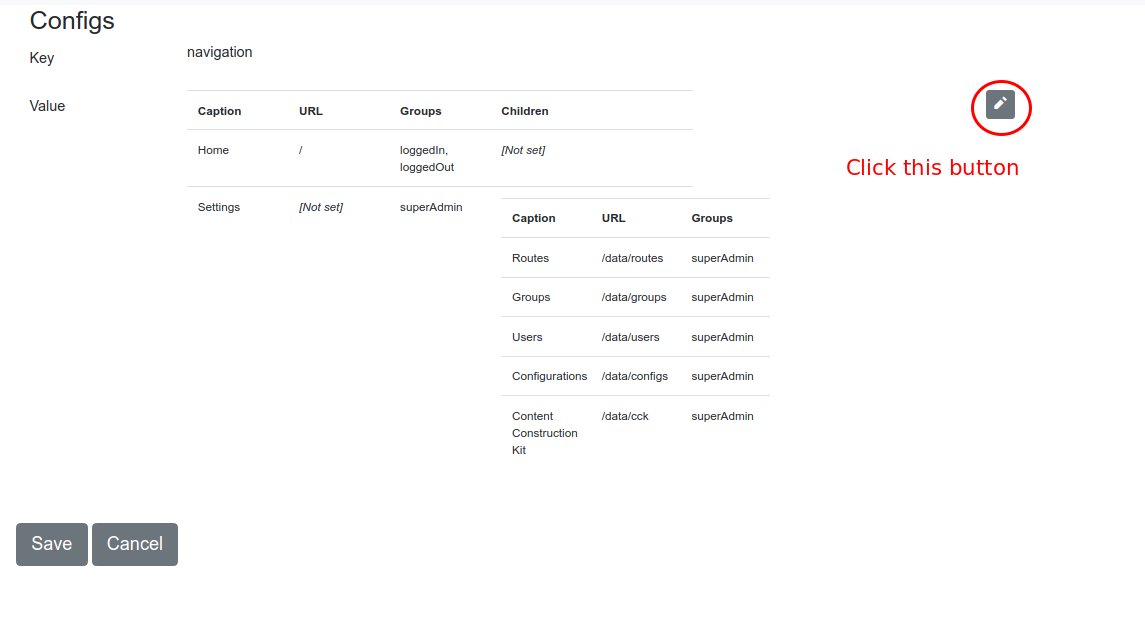 Configs
Key
navigation
Value
Caption URL Groups Children
Home / loggedIn, [Not set]
loggedOut
Click this button
Settings [Not set] superAdmin
Caption URL Groups
Routes /data/routes superAdmin
Groups /data/groups superAdmin
Users /data/users superAdmin
Configurations /data/configs superAdmin
Content /data/cck superAdmin
Construction
Kit
Save Cancel